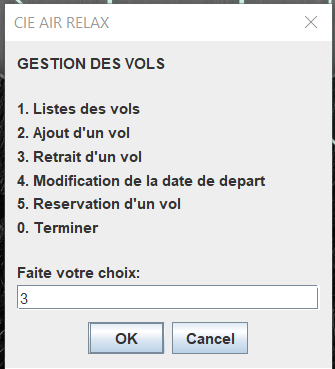 CIE AIR RELAX
GESTION DES VOLS
1. Listes des vols
2. Ajout d'un vol
3. Retrait d'un vol
4. Modification de la date de depart
5. Reservation d'un vol
0. Terminer
Faite votre choix:
3
OK Cancel